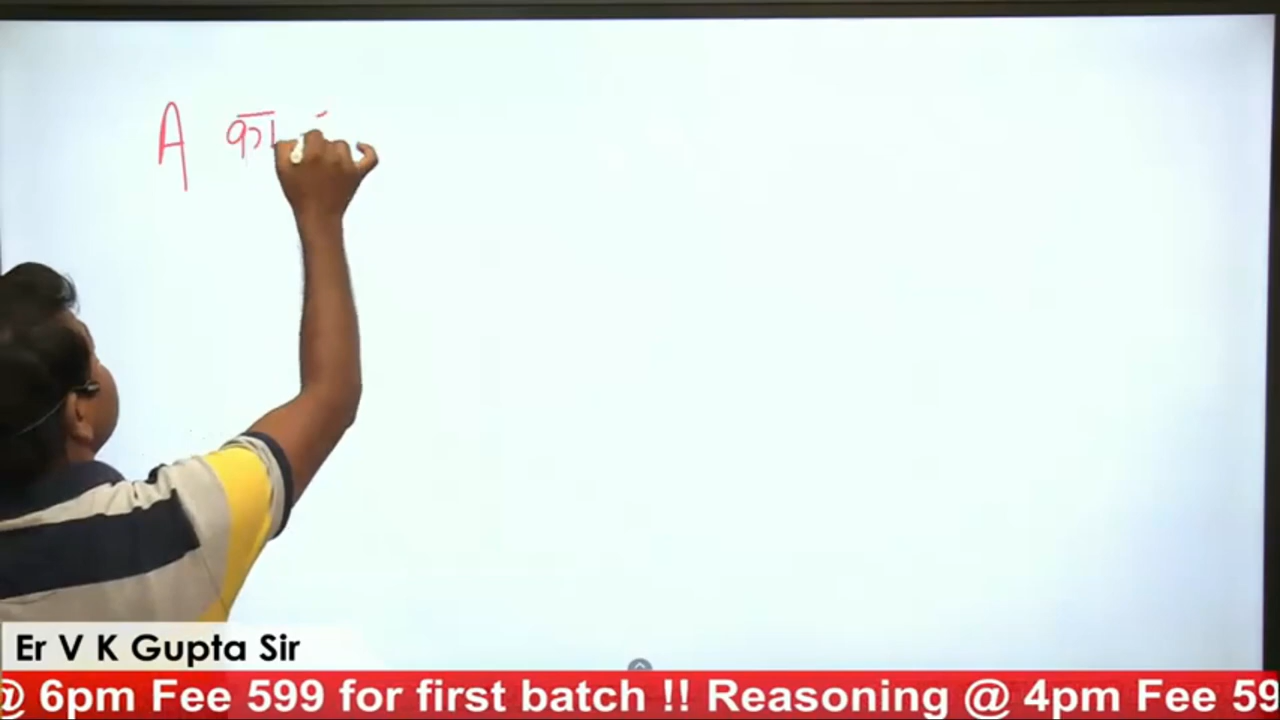 A का
Er V K Gupta Sir
@ 6pm Fee 599 for first batch !! Reasoning @ 4pm Fee 59